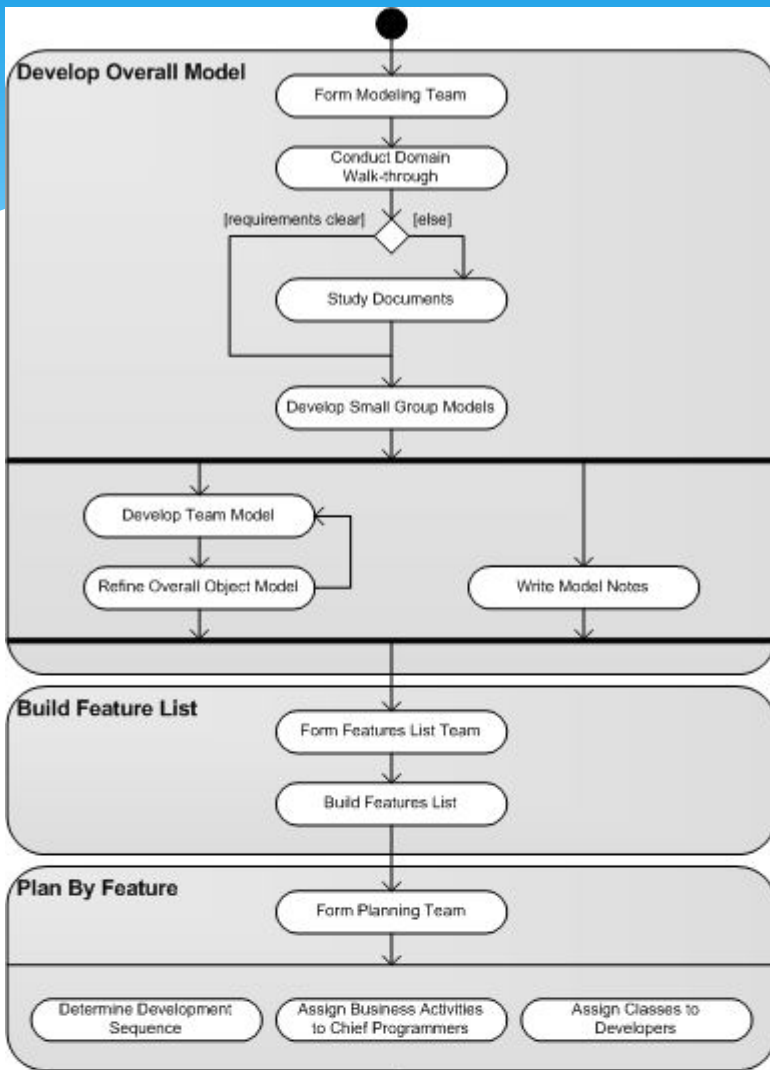 Develop Overall Model
Form Modeling Team
Conduct Domain
Walk-through
[requirements clear]
[else]
Study Documents
Develop Small Group Models
Develop Team Model
Refine Overall Object Model
Write Model Notes
Build Feature List
Form Features List Team
Build Features List
Plan By Feature
Form Planning Team
Determine Development
Sequence
Assign Business Activities
to Chief Programmers
Assign Classes to
Developers